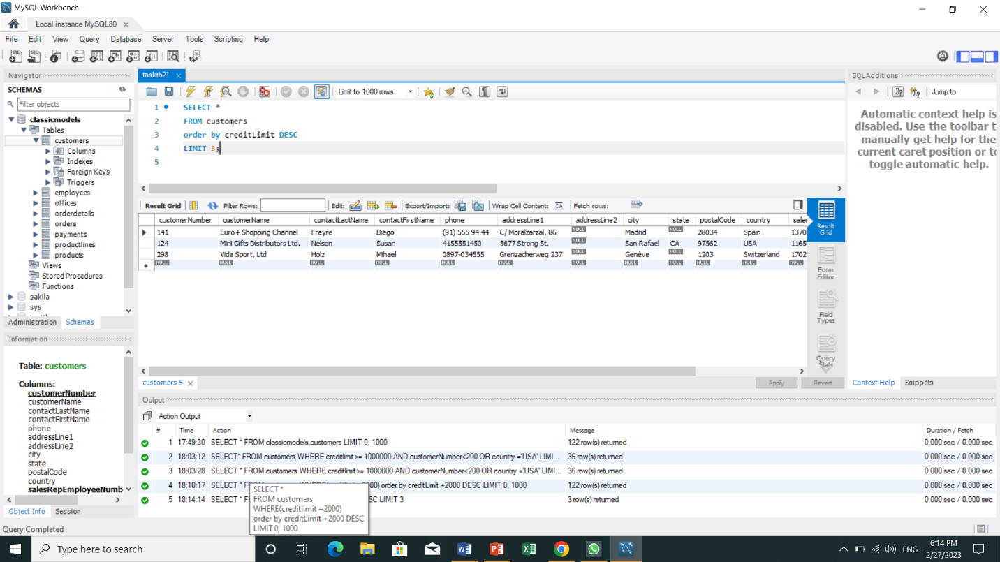 MySQL Workbench
Local instance MySQL80
File Edit View Query Database Server Tools Scripting Help
Navigator
SCHEMAS
Filter objects
classicmodels
Tables
customers
Columns
Indexes
Foreign Keys
Triggers
employees
offices
orderdetails
orders
payments
productlines
products
Views
Stored Procedures
Functions
sakila
sys
Administration Schemas
Information
Table: customers
Columns:
customerNumber
customerName
contactLastName
contactFirstName
phone
addressLine1
addressLine2
city
state
postalCode
country
salesRepEmployeeNumb
Object Info Session
Query Completed
tasktb2*
Limit to 1000 rows
1 SELECT *
2 FROM customers
3 order by creditLimit DESC
4 LIMIT 3;
5
Result Grid Filter Rows: Edit: Export/Import: Wrap Cell Content: Fetch rows:
customerNumber customerName contactLastName contactFirstName phone addressLine1 addressLine2 city state postalCode country sales
141 Euro+ Shopping Channel Freyre Diego (91) 555 94 44 C/ Moralzarzal, 86 NULL Madrid NULL 28034 Spain 1370
124 Mini Gifts Distributors Ltd. Nelson Susan 4155551450 5677 Strong St. NULL San Rafael CA 97562 USA 1165
298 Vida Sport, Ltd Holz Mihael 0897-034555 Grenzacherweg 237 NULL Genève NULL 1203 Switzerland 1702
NULL NULL NULL NULL NULL NULL NULL NULL NULL NULL NULL NULL
Result Grid
Form Editor
Field Types
Query Stats
customers 5
Apply Revert
SQLAdditions
Jump to
Automatic context help is
disabled. Use the toolbar t
manually get help for the
current caret position or to
toggle automatic help.
Context Help Snippets
Output
Action Output
# Time Action Message Duration / Fetch
1 17:49:30 SELECT * FROM classicmodels.customers LIMIT 0, 1000 122 row(s) returned 0.000 sec / 0.000 sec
2 18:03:12 SELECT* FROM customers WHERE creditlimit>= 1000000 AND customerNumber<200 OR country ='USA' LIMI... 36 row(s) returned 0.000 sec / 0.000 sec
3 18:03:28 SELECT * FROM customers WHERE creditlimit>= 1000000 AND customerNumber<200 OR country ='USA' LIMI... 36 row(s) returned 0.000 sec / 0.000 sec
4 18:10:17 SELECT * 00) order by creditLimit +2000 DESC LIMIT 0, 1000 122 row(s) returned 0.000 sec / 0.000 sec
5 18:14:14 SELECT * F SC LIMIT 3 3 row(s) returned 0.000 sec / 0.000 sec
SELECT *
FROM customers
WHERE(creditlimit +2000)
order by creditLimit +2000 DESC
LIMIT 0, 1000
Type here to search
ENG
6:14 PM
2/27/2023